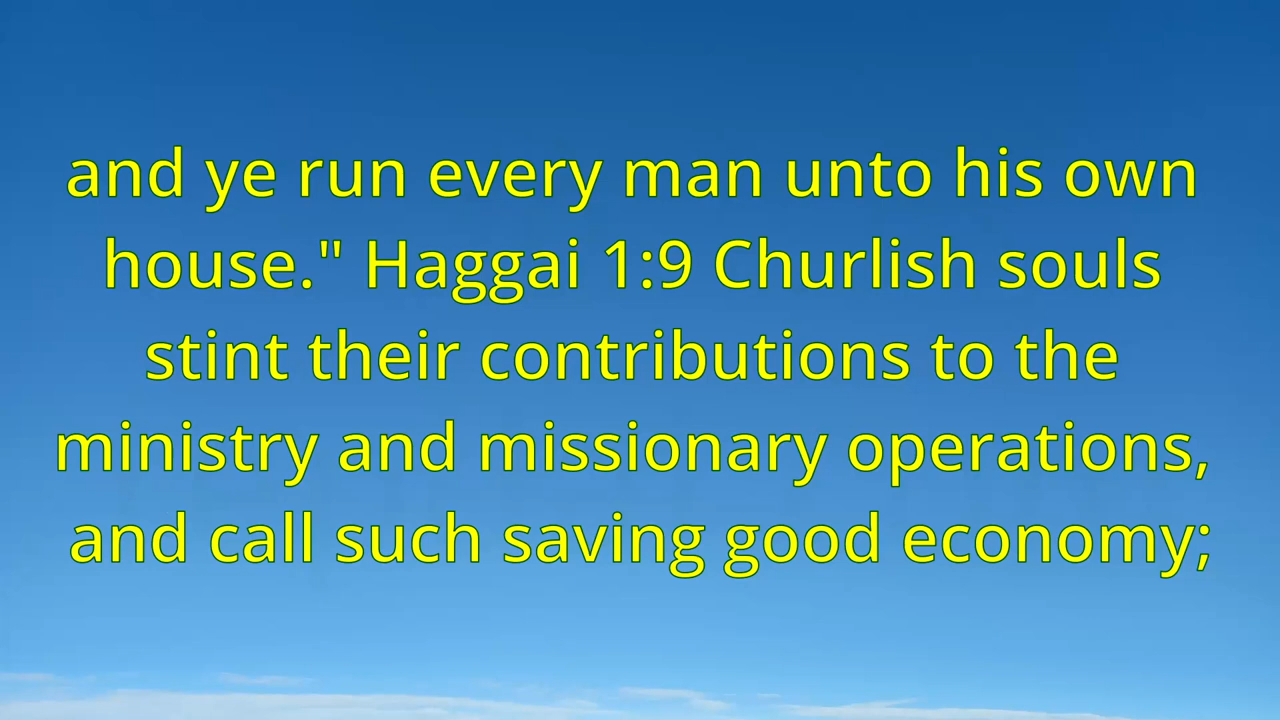 and ye run every man unto his own
house." Haggai 1:9 Churlish souls
stint their contributions to the
ministry and missionary operations,
and call such saving good economy;